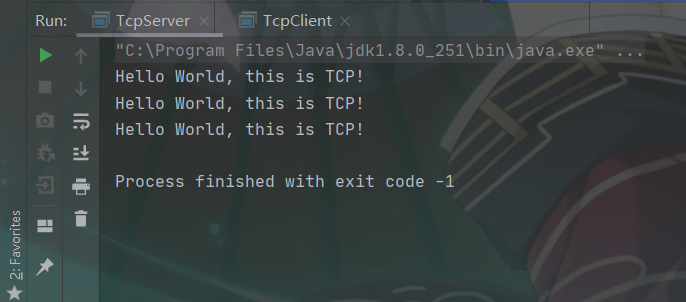 Run: TcpServer × TcpClient ×
"C:\Program Files\Java\jdk1.8.0_251\bin\java.exe" ...
Hello World, this is TCP!
Hello World, this is TCP!
Hello World, this is TCP!
Process finished with exit code -1
2: Favorites